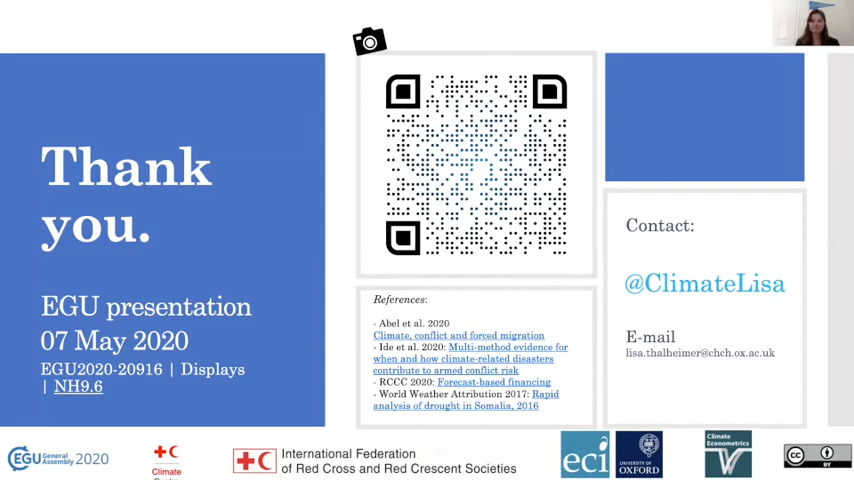 Thank
you.
EGU presentation
07 May 2020
EGU2020-20916 | Displays
| NH9.6
References:
- Abel et al. 2020
Climate, conflict and forced migration
- Ide et al. 2020: Multi-method evidence for
when and how climate-related disasters
contribute to armed conflict risk
- RCCC 2020: Forecast-based financing
- World Weather Attribution 2017: Rapid
analysis of drought in Somalia, 2016
Contact:
@ClimateLisa
E-mail
lisa.thalheimer@chch.ox.ac.uk
EGU General
Assembly 2020
Climate
International Federation
of Red Cross and Red Crescent Societies
eci
UNIVERSITY OF
OXFORD
Climate
Econometrics
cc
BY